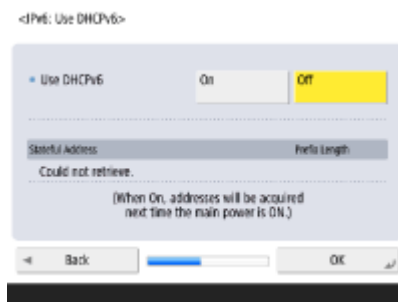 <IPv6: Use DHCPv6>
Use DHCPv6 On Off
Stateful Address Prefix Length
Could not retrieve.
(When On, addresses will be acquired
next time the main power is ON.)
Back OK